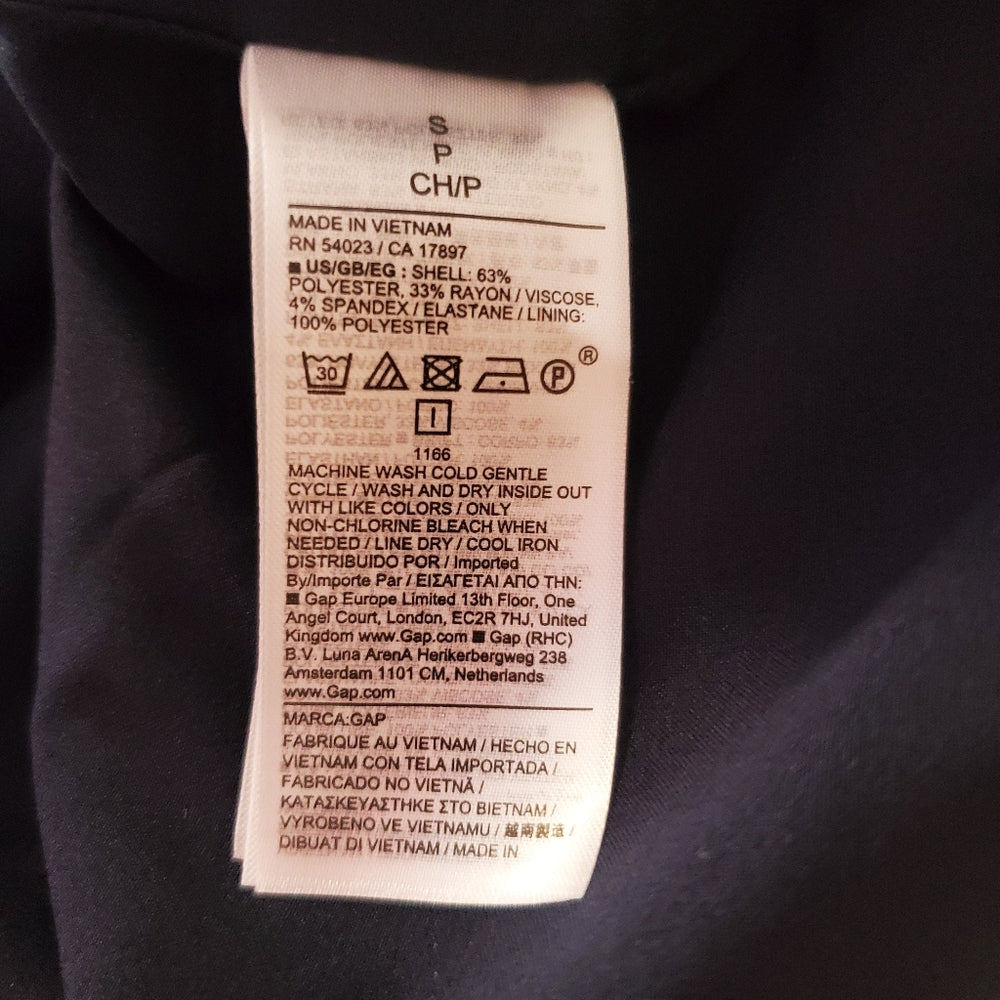 S
P
CH/P
MADE IN VIETNAM
RN 54023 / CA 17897
■ US/GB/EG : SHELL: 63%
POLYESTER, 33% RAYON / VISCOSE,
4% SPANDEX / ELASTANE / LINING:
100% POLYESTER
30
P
®
1166
MACHINE WASH COLD GENTLE
CYCLE / WASH AND DRY INSIDE OUT
WITH LIKE COLORS / ONLY
NON-CHLORINE BLEACH WHEN
NEEDED / LINE DRY / COOL IRON
DISTRIBUIDO POR / Imported
By/Importe Par / ΕΙΣΑΓΕΤΑΙ ΑΠΟ ΤΗΝ:
■ Gap Europe Limited 13th Floor, One
Angel Court, London, EC2R 7HJ, United
Kingdom www.Gap.com ■ Gap (RHC)
B.V. Luna ArenA Herikerbergweg 238
Amsterdam 1101 CM, Netherlands
www.Gap.com
MARCA:GAP
FABRIQUE AU VIETNAM / HECHO EN
VIETNAM CON TELA IMPORTADA /
FABRICADO NO VIETNÃ /
ΚΑΤΑΣΚΕΥΑΣΤΗΚΕ ΣΤΟ ΒΙΕΤΝΑΜ /
VYROBENO VE VIETNAMU / 越南製造 /
DIBUAT DI VIETNAM / MADE IN